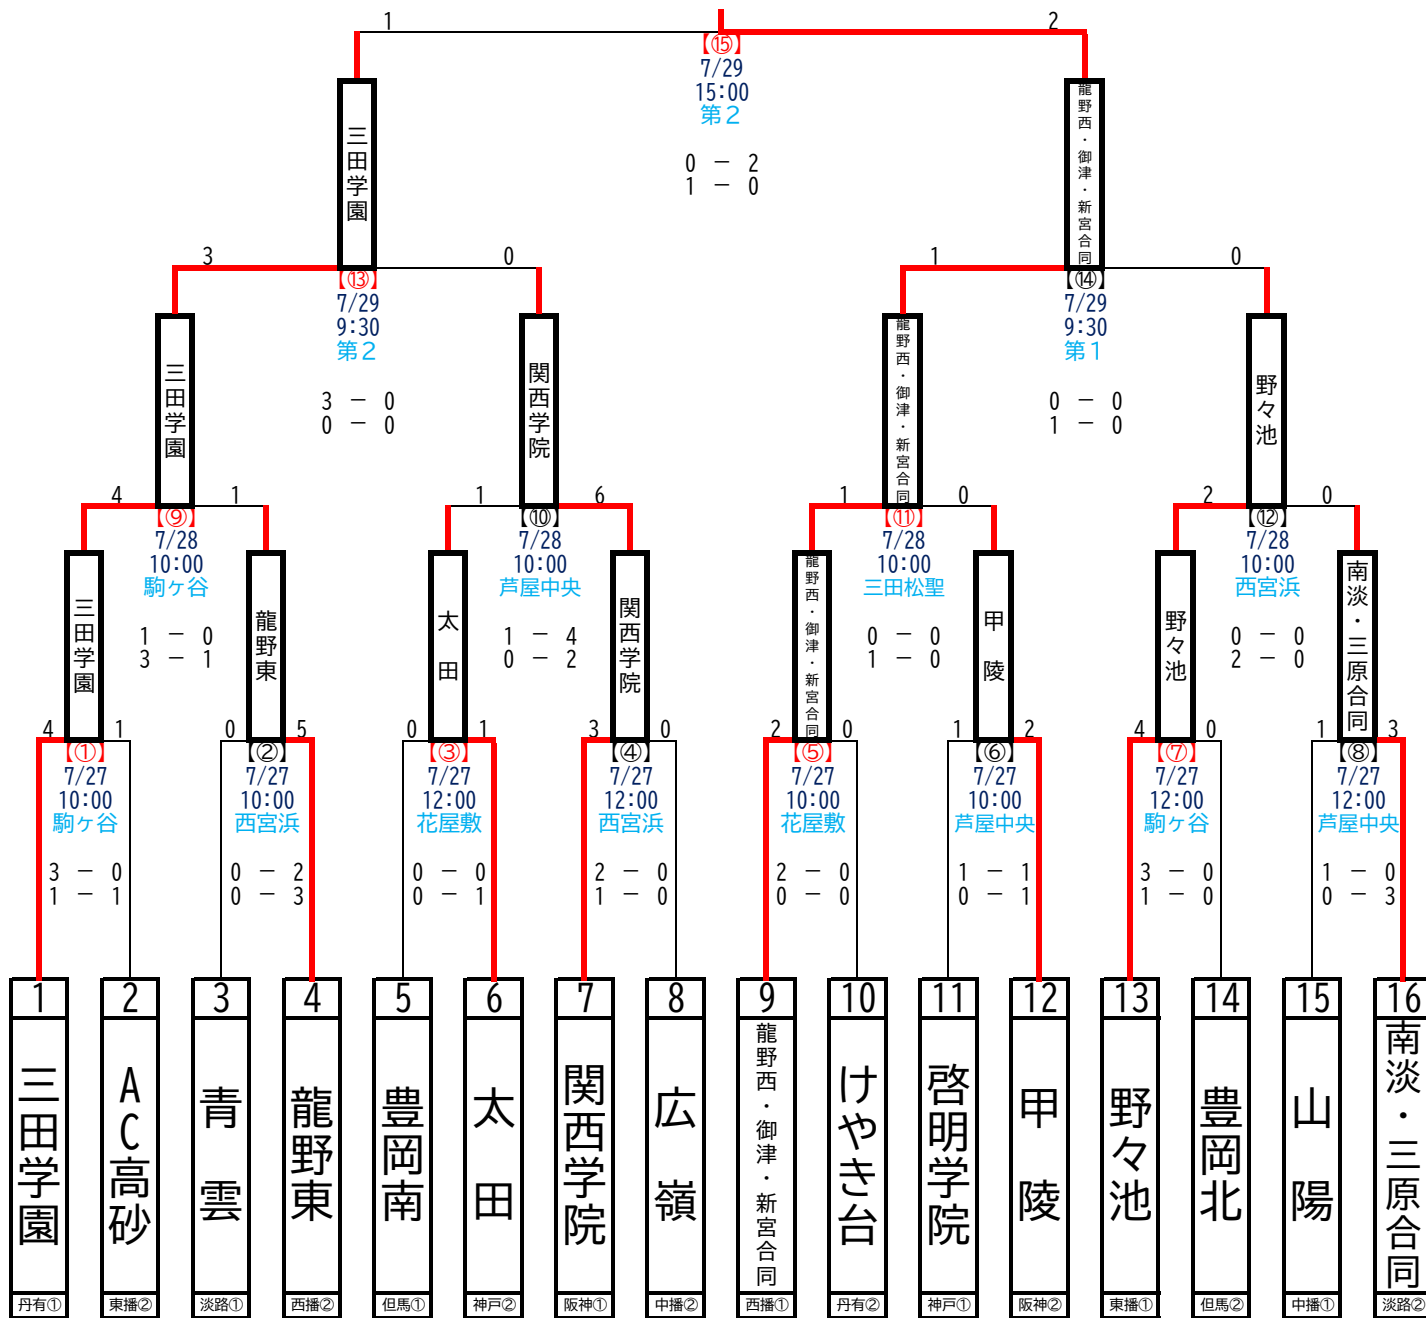 1 2
【⑮】
7/29
15:00
第2
0 － 2
1 － 0
三田学園
龍野西・御津・新宮合同
3 0 1 0
【⑬】 【⑭】
7/29 7/29
9:30 9:30
第2 第1
3 － 0 0 － 0
0 － 0 1 － 0
三田学園
関西学院
龍野西・御津・新宮合同
野々池
4 1 1 6 1 0 2 0
【⑨】 【⑩】 【⑪】 【⑫】
7/28 7/28 7/28 7/28
10:00 10:00 10:00 10:00
駒ヶ谷 芦屋中央 三田松聖 西宮浜
1 － 0 1 － 4 0 － 0 0 － 0
3 － 1 0 － 2 1 － 0 2 － 0
三田学園
龍野東
太田
関西学院
龍野西・御津・新宮合同
甲陵
野々池
南淡・三原合同
4 1 0 5 0 1 3 0 2 0 1 2 4 0 1 3
【①】 【②】 【③】 【④】 【⑤】 【⑥】 【⑦】 【⑧】
7/27 7/27 7/27 7/27 7/27 7/27 7/27 7/27
10:00 10:00 12:00 12:00 10:00 10:00 12:00 12:00
駒ヶ谷 西宮浜 花屋敷 西宮浜 花屋敷 芦屋中央 駒ヶ谷 芦屋中央
3 － 0 0 － 2 0 － 0 2 － 0 2 － 0 1 － 1 3 － 0 1 － 0
1 － 1 0 － 3 0 － 1 1 － 0 0 － 0 0 － 1 1 － 0 0 － 3
1 2 3 4 5 6 7 8 9 10 11 12 13 14 15 16
三田学園
AC高砂
青雲
龍野東
豊岡南
太田
関西学院
広嶺
龍野西・御津・新宮合同
けやき台
啓明学院
甲陵
野々池
豊岡北
山陽
南淡・三原合同
丹有① 東播② 淡路① 西播② 但馬① 神戸② 阪神① 中播② 西播① 丹有② 神戸① 阪神② 東播① 但馬② 中播① 淡路②